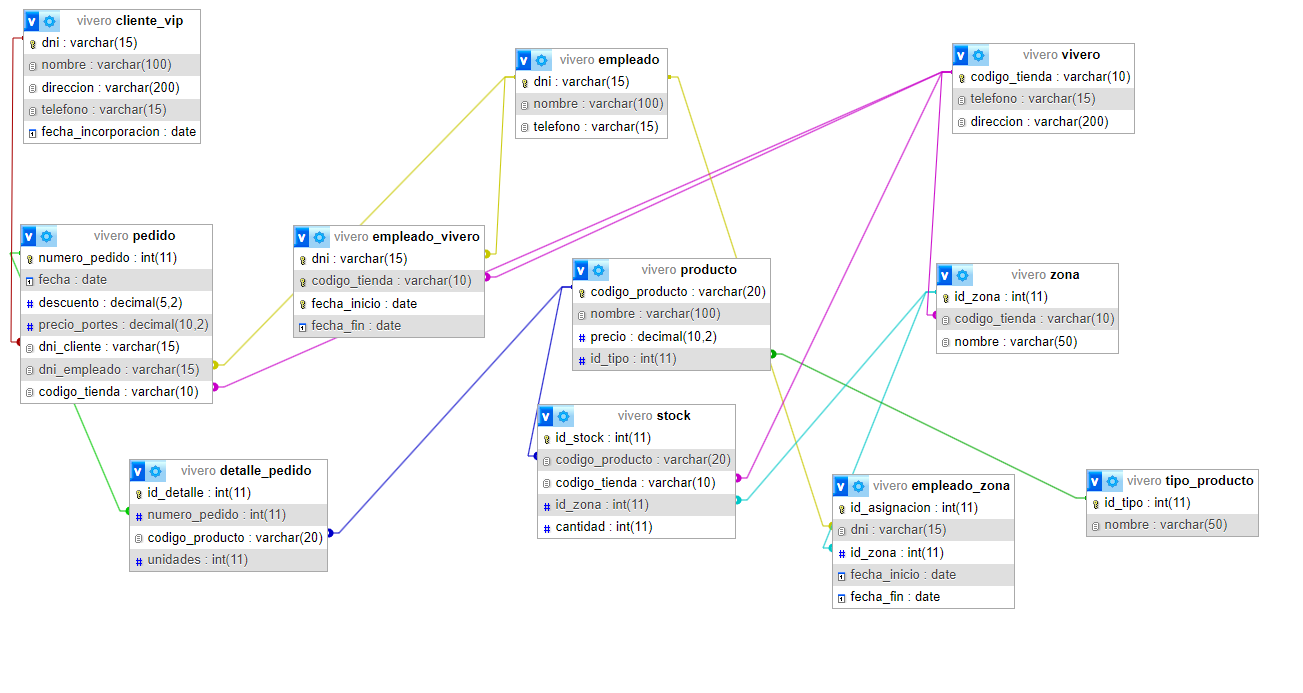 v vivero cliente_vip
dni : varchar(15)
nombre : varchar(100)
direccion : varchar(200)
telefono : varchar(15)
fecha_incorporacion : date
v vivero empleado
dni : varchar(15)
nombre : varchar(100)
telefono : varchar(15)
v vivero vivero
codigo_tienda : varchar(10)
telefono : varchar(15)
direccion : varchar(200)
v vivero pedido
numero_pedido : int(11)
fecha : date
# descuento : decimal(5,2)
# precio_portes : decimal(10,2)
dni_cliente : varchar(15)
dni_empleado : varchar(15)
codigo_tienda : varchar(10)
v vivero empleado_vivero
dni : varchar(15)
codigo_tienda : varchar(10)
fecha_inicio : date
fecha_fin : date
v vivero producto
codigo_producto : varchar(20)
nombre : varchar(100)
# precio : decimal(10,2)
# id_tipo : int(11)
v vivero zona
id_zona : int(11)
codigo_tienda : varchar(10)
nombre : varchar(50)
v vivero detalle_pedido
id_detalle : int(11)
# numero_pedido : int(11)
codigo_producto : varchar(20)
# unidades : int(11)
v vivero stock
id_stock : int(11)
codigo_producto : varchar(20)
codigo_tienda : varchar(10)
# id_zona : int(11)
# cantidad : int(11)
v vivero empleado_zona
id_asignacion : int(11)
dni : varchar(15)
# id_zona : int(11)
fecha_inicio : date
fecha_fin : date
v vivero tipo_producto
id_tipo : int(11)
nombre : varchar(50)